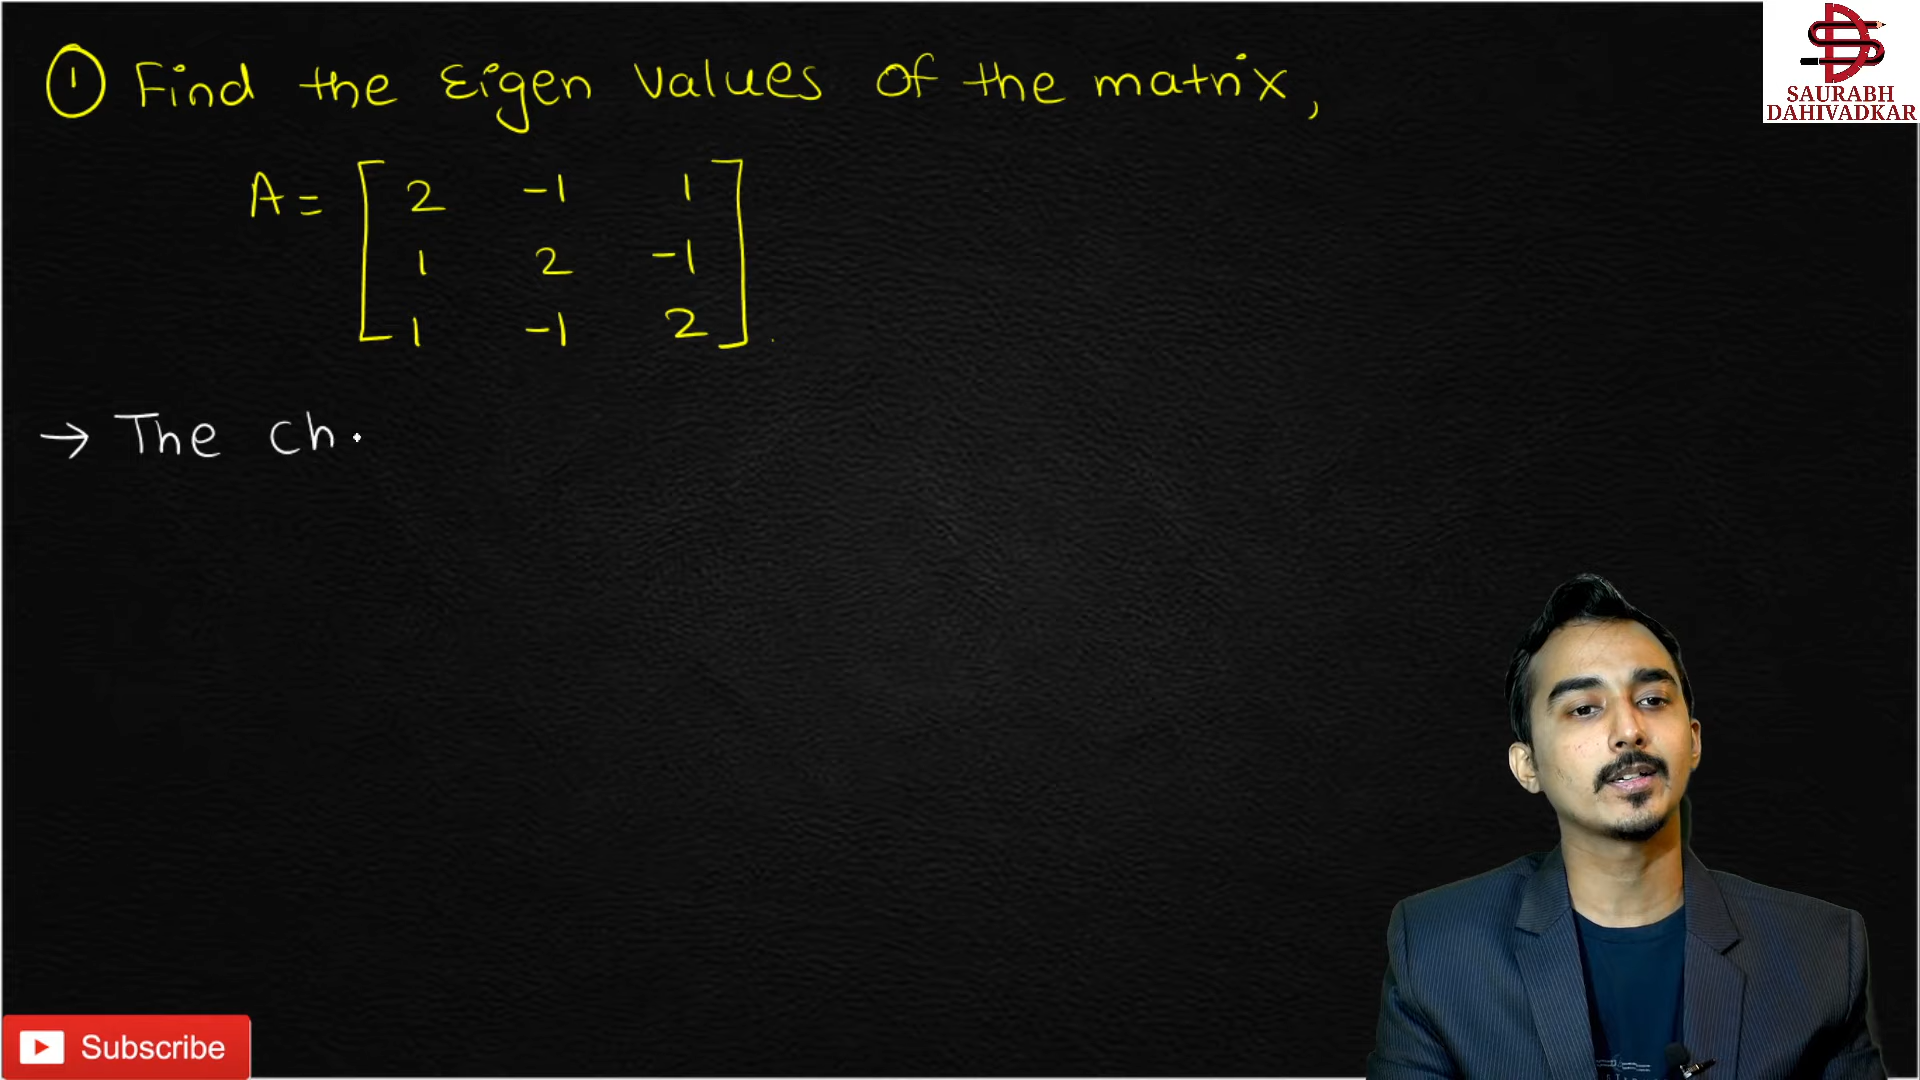 ① Find the Eigen values of the matrix,
A = [ 2 -1 1
1 2 -1
1 -1 2 ].
→ The ch
SAURABH
DAHIVADKAR
Subscribe